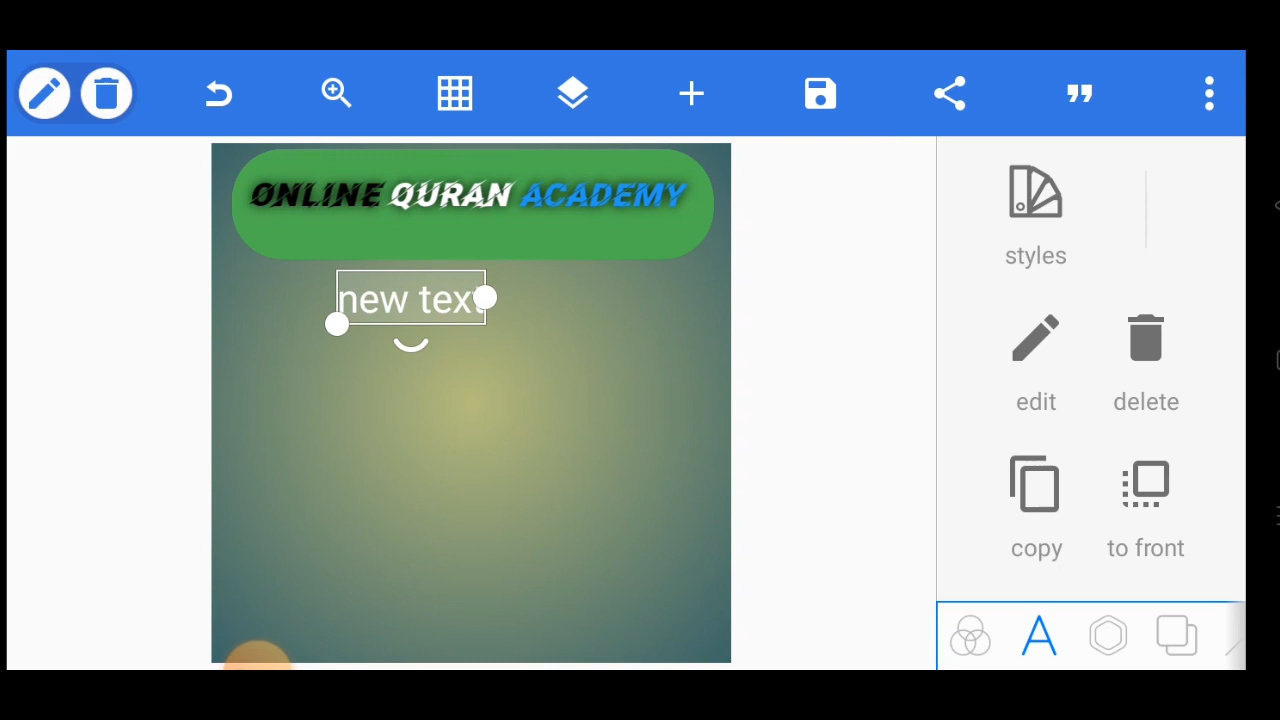 ONLINE QURAN ACADEMY
new text
styles
edit
delete
copy
to front